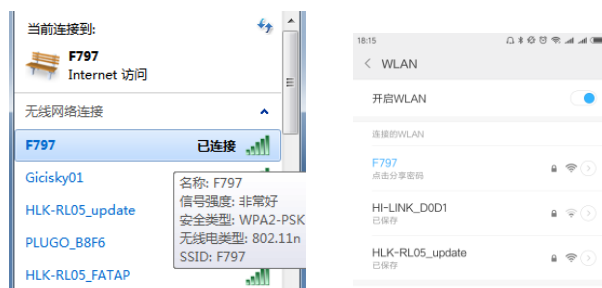 当前连接到:
F797
Internet 访问
无线网络连接
F797 已连接
Gicisky01
HLK-RL05_update
PLUGO_B8F6
HLK-RL05_FATAP
名称: F797
信号强度: 非常好
安全类型: WPA2-PSK
无线电类型: 802.11n
SSID: F797
18:15
WLAN
开启WLAN
连接的WLAN
F797
点击分享密码
HI-LINK_D0D1
已保存
HLK-RL05_update
已保存